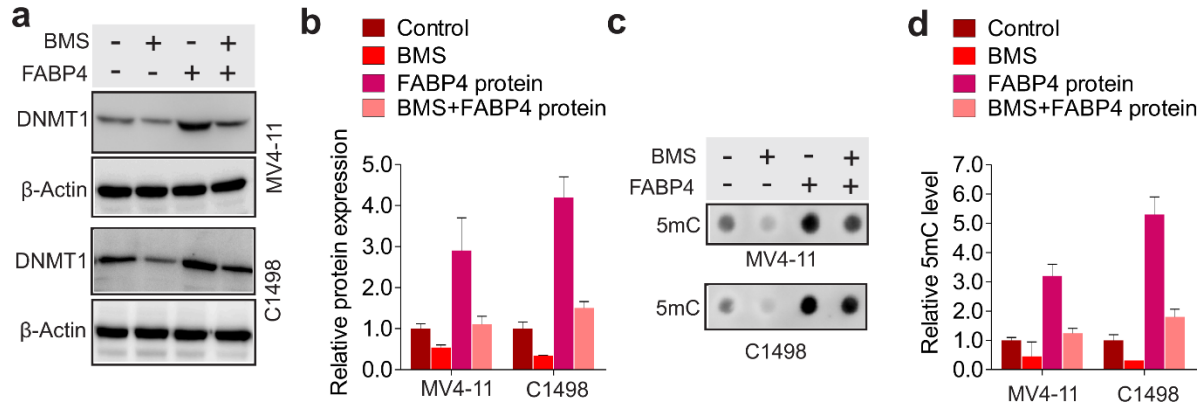 a
BMS - + - +
FABP4 - - + +
DNMT1
β-Actin
MV4-11
DNMT1
β-Actin
C1498
b
Control
BMS
FABP4 protein
BMS+FABP4 protein
Relative protein expression
5.0
4.0
3.0
2.0
1.0
0.0
MV4-11 C1498
c
BMS - + - +
FABP4 - - + +
5mC
MV4-11
5mC
C1498
d
Control
BMS
FABP4 protein
BMS+FABP4 protein
Relative 5mC level
7.0
6.0
5.0
4.0
3.0
2.0
1.0
0.0
MV4-11 C1498